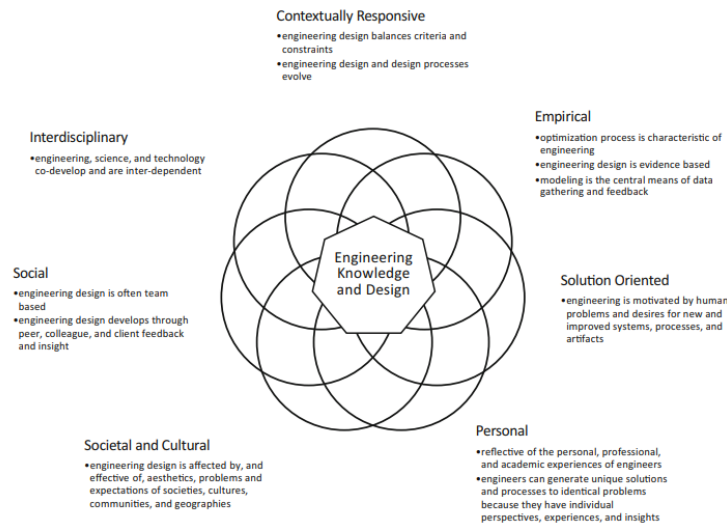 Contextually Responsive
•engineering design balances criteria and
constraints
•engineering design and design processes
evolve
Empirical
•optimization process is characteristic of
engineering
•engineering design is evidence based
•modeling is the central means of data
gathering and feedback
Interdisciplinary
•engineering, science, and technology
co-develop and are inter-dependent
Engineering
Knowledge
and Design
Social
•engineering design is often team
based
•engineering design develops through
peer, colleague, and client feedback
and insight
Solution Oriented
•engineering is motivated by human
problems and desires for new and
improved systems, processes, and
artifacts
Societal and Cultural
•engineering design is affected by, and
effective of, aesthetics, problems and
expectations of societies, cultures,
communities, and geographies
Personal
•reflective of the personal, professional,
and academic experiences of engineers
•engineers can generate unique solutions
and processes to identical problems
because they have individual
perspectives, experiences, and insights